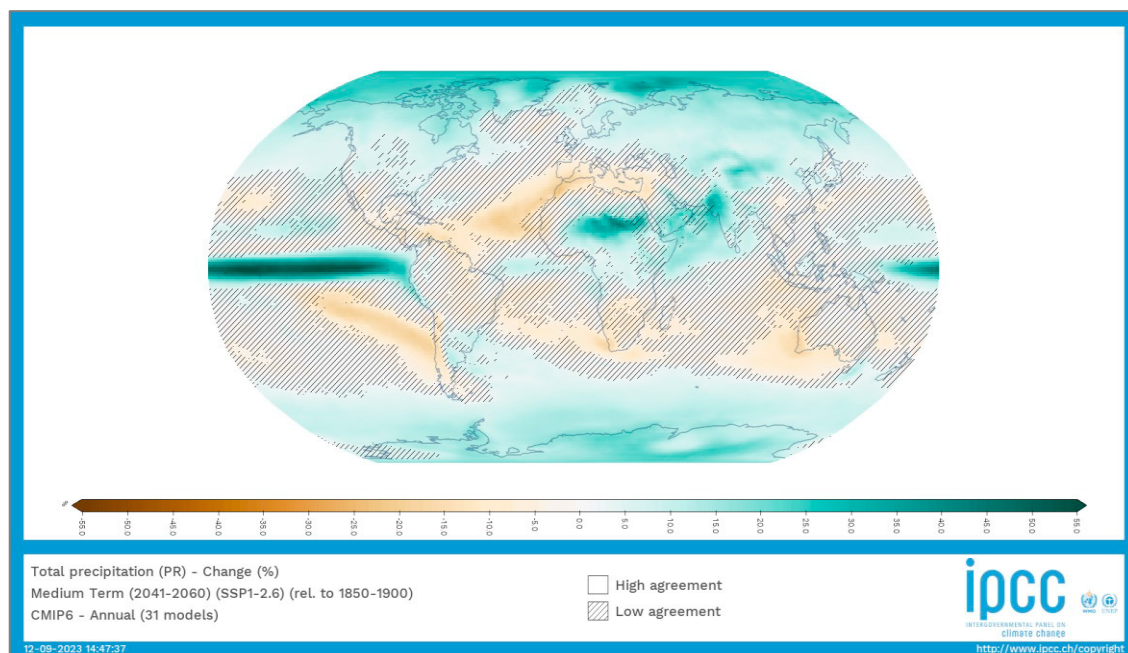 %
-55.0 -50.0 -45.0 -40.0 -35.0 -30.0 -25.0 -20.0 -15.0 -10.0 -5.0 0.0 5.0 10.0 15.0 20.0 25.0 30.0 35.0 40.0 45.0 50.0 55.0
Total precipitation (PR) - Change (%)
Medium Term (2041-2060) (SSP1-2.6) (rel. to 1850-1900)
CMIP6 - Annual (31 models)
High agreement
Low agreement
ipcc
INTERGOVERNMENTAL PANEL ON
climate change
WMO
UNEP
12-09-2023 14:47:37
http://www.ipcc.ch/copyright